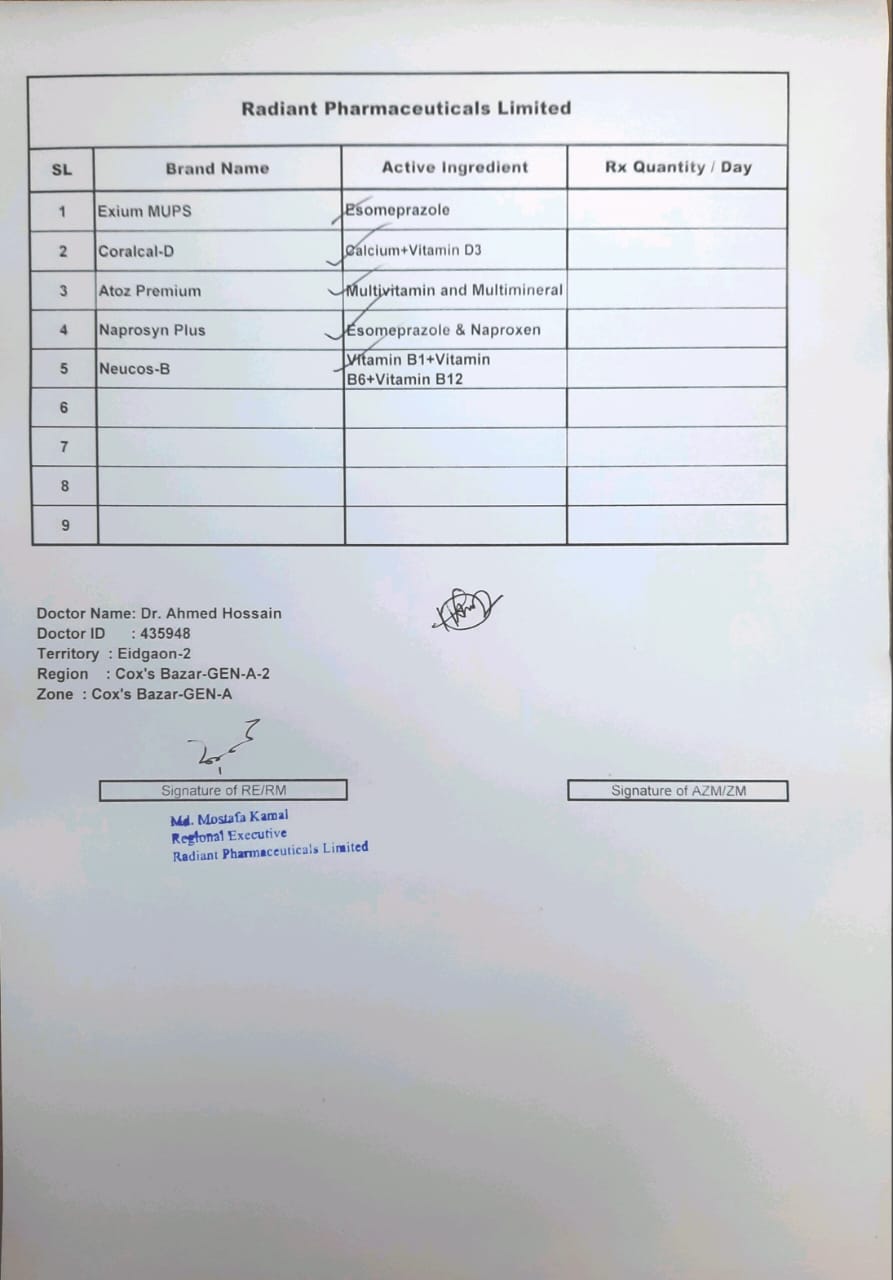 Radiant Pharmaceuticals Limited
SL Brand Name Active Ingredient Rx Quantity / Day
1 Exium MUPS Esomeprazole
2 Coralcal-D Calcium+Vitamin D3
3 Atoz Premium Multivitamin and Multimineral
4 Naprosyn Plus Esomeprazole & Naproxen
5 Neucos-B Vitamin B1+Vitamin
B6+Vitamin B12
6
7
8
9
Doctor Name: Dr. Ahmed Hossain
Doctor ID : 435948
Territory : Eidgaon-2
Region : Cox's Bazar-GEN-A-2
Zone : Cox's Bazar-GEN-A
Signature of RE/RM Signature of AZM/ZM
Md. Mostafa Kamal
Regional Executive
Radiant Pharmaceuticals Limited